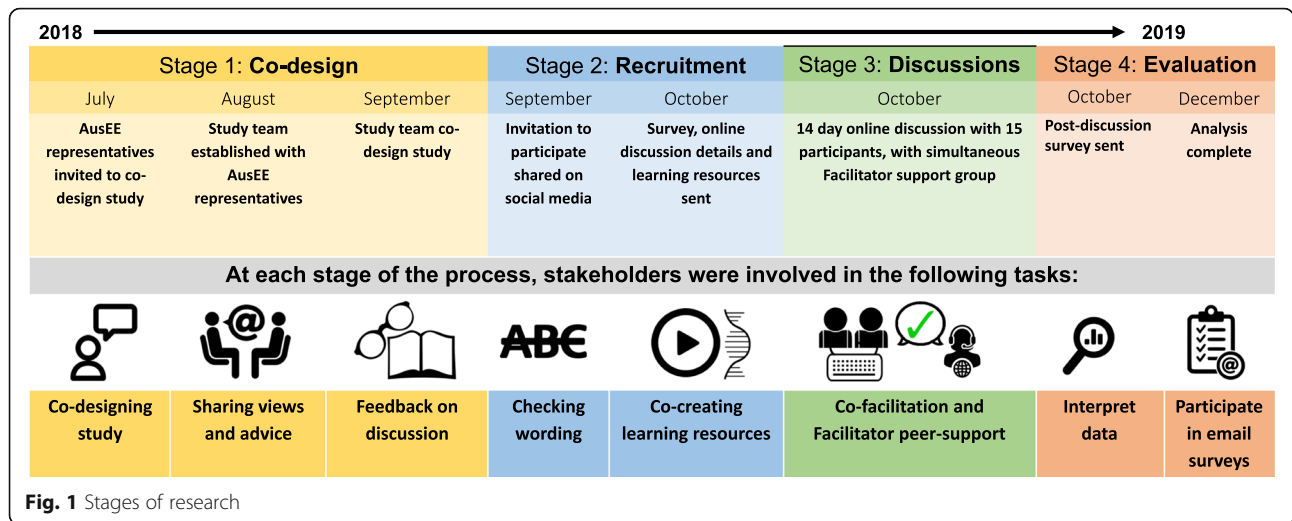 2018 2019
Stage 1: Co-design
Stage 2: Recruitment
Stage 3: Discussions
Stage 4: Evaluation
July
August
September
September
October
October
October
December
AusEE
representatives
invited to co-
design study
Study team
established with
AusEE
representatives
Study team co-
design study
Invitation to
participate
shared on
social media
Survey, online
discussion details and
learning resources
sent
14 day online discussion with 15
participants, with simultaneous
Facilitator support group
Post-discussion
survey sent
Analysis
complete
At each stage of the process, stakeholders were involved in the following tasks:
@
ABC
@
Co-designing
study
Sharing views
and advice
Feedback on
discussion
Checking
wording
Co-creating
learning resources
Co-facilitation and
Facilitator peer-support
Interpret
data
Participate
in email
surveys
Fig. 1 Stages of research